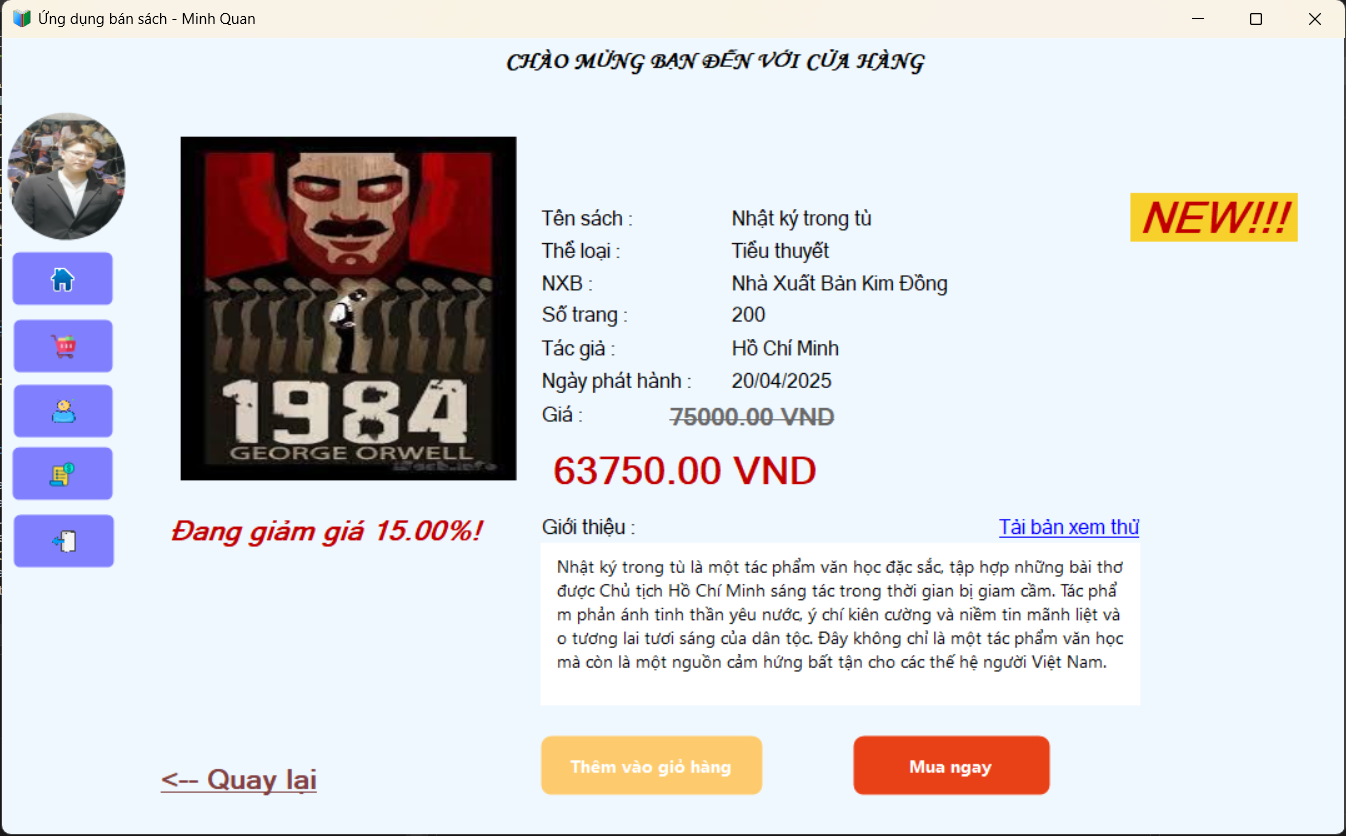 Ứng dụng bán sách - Minh Quan
CHÀO MỪNG BẠN ĐẾN VỚI CỬA HÀNG
1984
GEORGE ORWELL
NEW!!!
Tên sách : Nhật ký trong tù
Thể loại : Tiểu thuyết
NXB : Nhà Xuất Bản Kim Đồng
Số trang : 200
Tác giả : Hồ Chí Minh
Ngày phát hành : 20/04/2025
Giá : 75000.00 VND
63750.00 VND
Đang giảm giá 15.00%!
Giới thiệu : Tải bản xem thử
Nhật ký trong tù là một tác phẩm văn học đặc sắc, tập hợp những bài thơ
được Chủ tịch Hồ Chí Minh sáng tác trong thời gian bị giam cầm. Tác phẩ
m phản ánh tinh thần yêu nước, ý chí kiên cường và niềm tin mãnh liệt và
o tương lai tươi sáng của dân tộc. Đây không chỉ là một tác phẩm văn học
mà còn là một nguồn cảm hứng bất tận cho các thế hệ người Việt Nam.
Thêm vào giỏ hàng
Mua ngay
<-- Quay lại